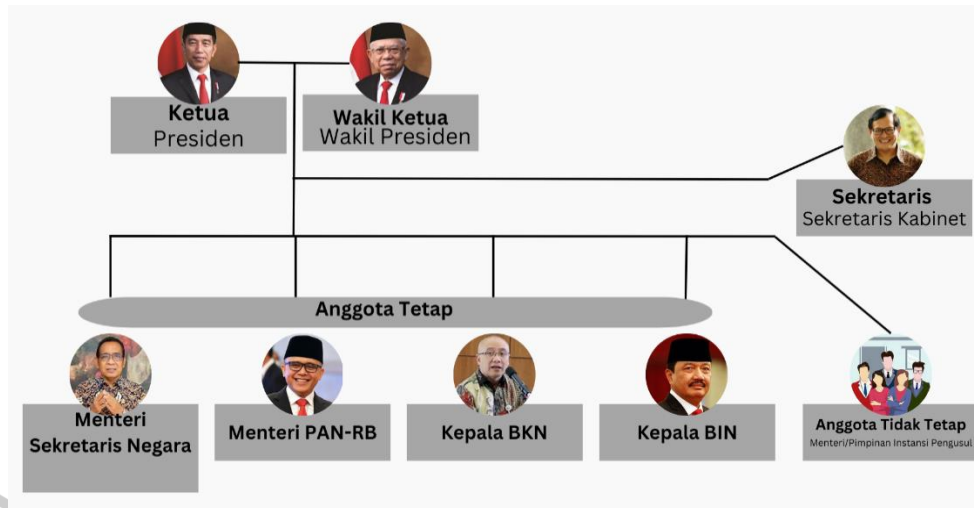 Ketua
Presiden
Wakil Ketua
Wakil Presiden
Sekretaris
Sekretaris Kabinet
Anggota Tetap
Menteri
Sekretaris Negara
Menteri PAN-RB
Kepala BKN
Kepala BIN
Anggota Tidak Tetap
Menteri/Pimpinan Instansi Pengusul